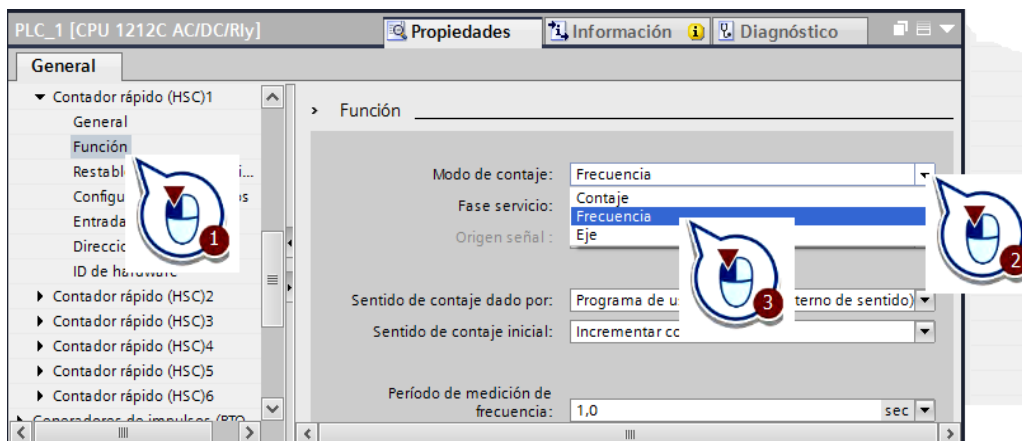 PLC_1 [CPU 1212C AC/DC/Rly]
Propiedades
Información
Diagnóstico
General
Contador rápido (HSC)1
General
Función
Configu
Entrada
ID de
Contador rápido (HSC)2
Contador rápido (HSC)3
Contador rápido (HSC)4
Contador rápido (HSC)5
Contador rápido (HSC)6
Función
Modo de contaje: Frecuencia
Contaje
Fase servicio:
Frecuencia
Origen señal :
Eje
Sentido de contaje dado por: Programa de u terno de sentido)
Sentido de contaje inicial: Incrementar co
Período de medición de
frecuencia: 1,0 sec
1
2
3